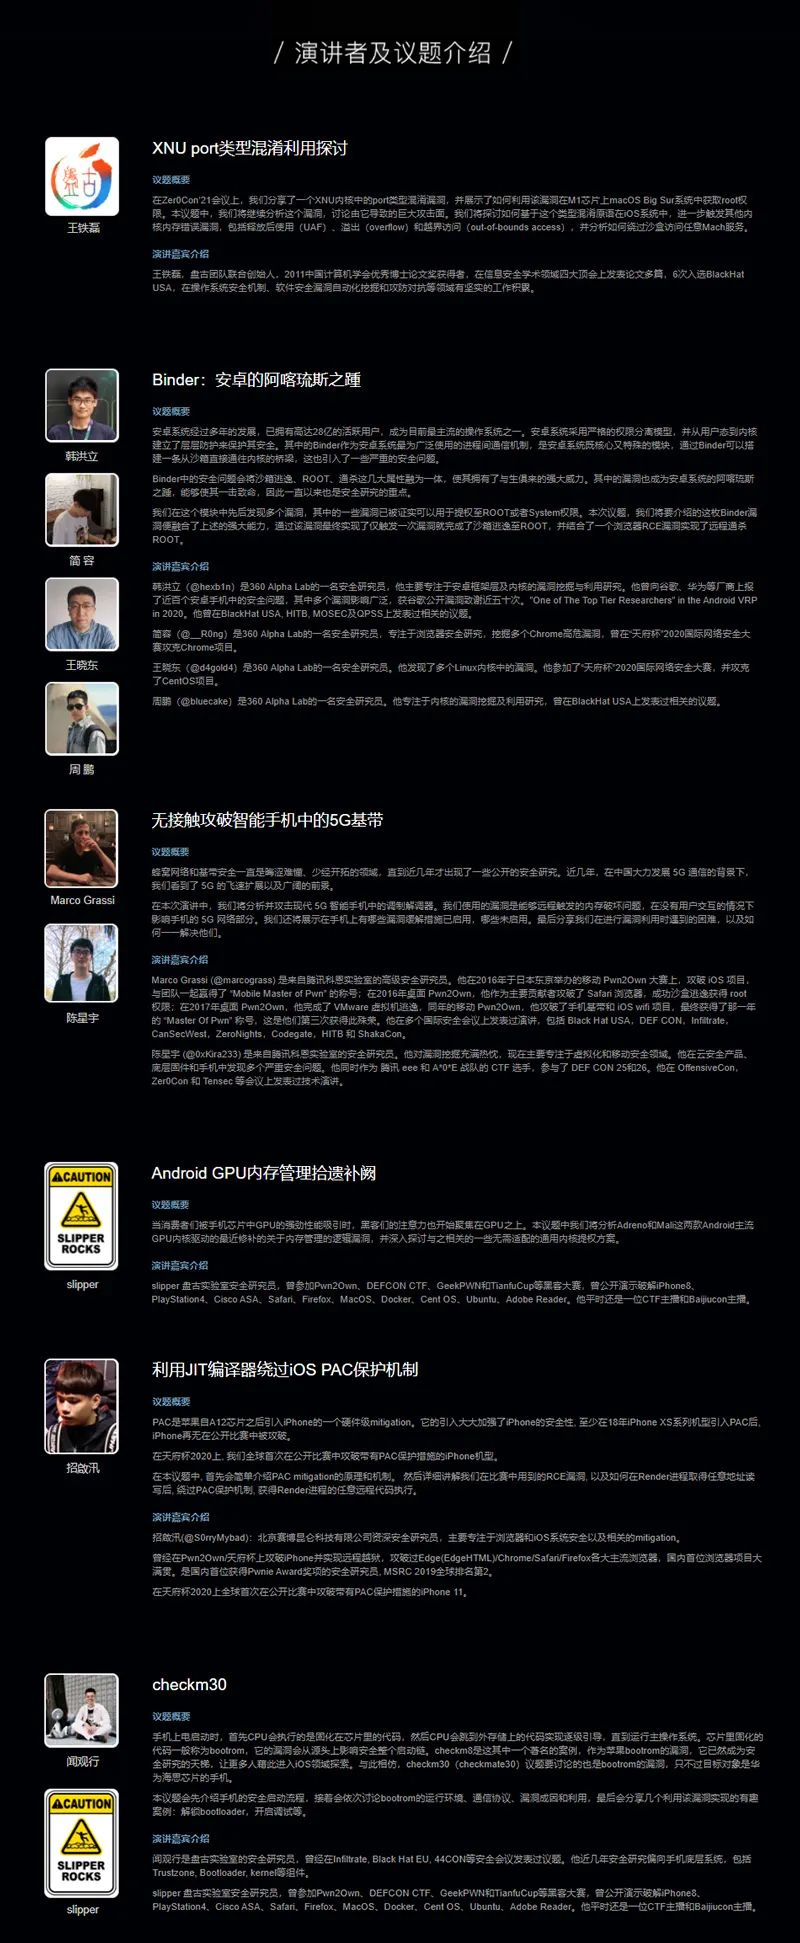 / 演讲者及议题介绍 /
XNU port类型混淆利用探讨
王铁磊
议题概要
在Zer0Con'21会议上，我们分享了一个XNU内核中的port类型混淆漏洞，并展示了如何利用该漏洞在M1芯片上macOS Big Sur系统中获取root权
限。本议题中，我们将继续分析这个漏洞，讨论由它导致的巨大攻击面。我们将探讨如何基于这个类型混淆原语在iOS系统中，进一步触发其他内
核内存错误漏洞，包括释放后使用（UAF）、溢出（overflow）和越界访问（out-of-bounds access），并分析如何绕过沙盒访问任意Mach服务。
演讲嘉宾介绍
王铁磊，盘古团队联合创始人，2011中国计算机学会优秀博士论文奖获得者，在信息安全学术领域四大顶会上发表论文多篇，6次入选BlackHat
USA，在操作系统安全机制、软件安全漏洞自动化挖掘和攻防对抗等领域有坚实的工作积累。
Binder：安卓的阿喀琉斯之踵
韩洪立
简 容
王晓东
周 鹏
议题概要
安卓系统经过多年的发展，已拥有高达28亿的活跃用户，成为目前最主流的操作系统之一。安卓系统采用严格的权限分离模型，并从用户态到内核
建立了层层防护来保护其安全。其中的Binder作为安卓系统最为广泛使用的进程间通信机制，是安卓系统既核心又特殊的模块，通过Binder可以搭
建一条从沙箱直接通往内核的桥梁，这也引入了一些严重的安全问题。
Binder中的安全问题会将沙箱逃逸、ROOT、通杀这几大属性融为一体，使其拥有了与生俱来的强大威力。其中的漏洞也成为安卓系统的阿喀琉斯
之踵，能够使其一击致命，因此一直以来也是安全研究的重点。
我们在这个模块中先后发现多个漏洞，其中的一些漏洞已被证实可以用于提权至ROOT或者System权限。本次议题，我们将要介绍的这枚Binder漏
洞便融合了上述的强大能力，通过该漏洞最终实现了仅触发一次漏洞就完成了沙箱逃逸至ROOT，并结合了一个浏览器RCE漏洞实现了远程通杀
ROOT。
演讲嘉宾介绍
韩洪立（@hexb1n）是360 Alpha Lab的一名安全研究员，他主要专注于安卓框架层及内核的漏洞挖掘与利用研究。他曾向谷歌、华为等厂商上报
了近百个安卓手机中的安全问题，其中多个漏洞影响广泛，获谷歌公开漏洞致谢近五十次。"One of The Top Tier Researchers" in the Android VRP
in 2020。他曾在BlackHat USA, HITB, MOSEC及QPSS上发表过相关的议题。
简容（@__R0ng）是360 Alpha Lab的一名安全研究员，专注于浏览器安全研究，挖掘多个Chrome高危漏洞，曾在“天府杯”2020国际网络安全大
赛攻克Chrome项目。
王晓东（@d4gold4）是360 Alpha Lab的一名安全研究员。他发现了多个Linux内核中的漏洞。他参加了“天府杯”2020国际网络安全大赛，并攻克
了CentOS项目。
周鹏（@bluecake）是360 Alpha Lab的一名安全研究员。他专注于内核的漏洞挖掘及利用研究，曾在BlackHat USA上发表过相关的议题。
无接触攻破智能手机中的5G基带
Marco Grassi
陈星宇
议题概要
蜂窝网络和基带安全一直是晦涩难懂、少经开拓的领域，直到近几年才出现了一些公开的安全研究。近几年，在中国大力发展 5G 通信的背景下，
我们看到了 5G 的飞速扩展以及广阔的前景。
在本次演讲中，我们将分析并攻击现代 5G 智能手机中的调制解调器。我们使用的漏洞是能够远程触发的内存破坏问题，在没有用户交互的情况下
影响手机的 5G 网络部分。我们还将展示在手机上有哪些漏洞缓解措施已启用，哪些未启用。最后分享我们在进行漏洞利用时遇到的困难，以及如
何一一解决他们。
演讲嘉宾介绍
Marco Grassi (@marcograss) 是来自腾讯科恩实验室的高级安全研究员。他在2016年于日本东京举办的移动 Pwn2Own 大赛上，攻破 iOS 项目，
与团队一起赢得了 “Mobile Master of Pwn” 的称号；在2016年桌面 Pwn2Own，他作为主要贡献者攻破了 Safari 浏览器，成功沙盒逃逸获得 root
权限；在2017年桌面 Pwn2Own，他完成了 VMware 虚拟机逃逸，同年的移动 Pwn2Own，他攻破了手机基带和 iOS wifi 项目，最终获得了那一年
的 “Master Of Pwn” 称号，这是他们第三次获得此殊荣。他在多个国际安全会议上发表过演讲，包括 Black Hat USA，DEF CON，Infiltrate，
CanSecWest，ZeroNights，Codegate，HITB 和 ShakaCon。
陈星宇 (@0xKira233) 是来自腾讯科恩实验室的安全研究员。他对漏洞挖掘充满热忱，现在主要专注于虚拟化和移动安全领域。他在云安全产品、
底层固件和手机中发现多个严重安全问题。他同时作为 腾讯 eee 和 A*0*E 战队的 CTF 选手，参与了 DEF CON 25和26。他在 OffensiveCon，
Zer0Con 和 Tensec 等会议上发表过技术演讲。
Android GPU内存管理拾遗补阙
CAUTION
SLIPPER
ROCKS
slipper
议题概要
当消费者们被手机芯片中GPU的强劲性能吸引时，黑客们的注意力也开始聚焦在GPU之上。本议题中我们将分析Adreno和Mali这两款Android主流
GPU内核驱动的最近修补的关于内存管理的逻辑漏洞，并深入探讨与之相关的一些无需适配的通用内核提权方案。
演讲嘉宾介绍
slipper 盘古实验室安全研究员，曾参加Pwn2Own、DEFCON CTF、GeekPWN和TianfuCup等黑客大赛，曾公开演示破解iPhone8、
PlayStation4、Cisco ASA、Safari、Firefox、MacOS、Docker、Cent OS、Ubuntu、Adobe Reader。他平时还是一位CTF主播和Baijiucon主播。
利用JIT编译器绕过iOS PAC保护机制
招啟汛
议题概要
PAC是苹果自A12芯片之后引入iPhone的一个硬件级mitigation。它的引入大大加强了iPhone的安全性, 至少在18年iPhone XS系列机型引入PAC后,
iPhone再无在公开比赛中被攻破。
在天府杯2020上, 我们全球首次在公开比赛中攻破带有PAC保护措施的iPhone机型。
在本议题中, 首先会简单介绍PAC mitigation的原理和机制。 然后详细讲解我们在比赛中用到的RCE漏洞, 以及如何在Render进程取得任意地址读
写后, 绕过PAC保护机制, 获得Render进程的任意远程代码执行。
演讲嘉宾介绍
招啟汛(@S0rryMybad)：北京赛博昆仑科技有限公司资深安全研究员，主要专注于浏览器和iOS系统安全以及相关的mitigation。
曾经在Pwn2Own/天府杯上攻破iPhone并实现远程越狱，攻破过Edge(EdgeHTML)/Chrome/Safari/Firefox各大主流浏览器，国内首位浏览器项目大
满贯。是国内首位获得Pwnie Award奖项的安全研究员, MSRC 2019全球排名第2。
在天府杯2020上全球首次在公开比赛中攻破带有PAC保护措施的iPhone 11。
checkm30
闻观行
CAUTION
SLIPPER
ROCKS
slipper
议题概要
手机上电启动时，首先CPU会执行的是固化在芯片里的代码，然后CPU会跳到外存储上的代码实现逐级引导，直到运行主操作系统。芯片里固化的
代码一般称为bootrom，它的漏洞会从源头上影响安全整个启动链。checkm8是这其中一个著名的案例，作为苹果bootrom的漏洞，它已然成为安
全研究的天梯，让更多人藉此进入iOS领域探索。与此相仿，checkm30（checkmate30）议题要讨论的也是bootrom的漏洞，只不过目标对象是华
为海思芯片的手机。
本议题会先介绍手机的安全启动流程，接着会依次讨论bootrom的运行环境、通信协议、漏洞成因和利用，最后会分享几个利用该漏洞实现的有趣
案例：解锁bootloader，开启调试等。
演讲嘉宾介绍
闻观行是盘古实验室的安全研究员，曾经在Infiltrate, Black Hat EU, 44CON等安全会议发表过议题。他近几年安全研究偏向手机底层系统，包括
Trustzone, Bootloader, kernel等组件。
slipper 盘古实验室安全研究员，曾参加Pwn2Own、DEFCON CTF、GeekPWN和TianfuCup等黑客大赛，曾公开演示破解iPhone8、
PlayStation4、Cisco ASA、Safari、Firefox、MacOS、Docker、Cent OS、Ubuntu、Adobe Reader。他平时还是一位CTF主播和Baijiucon主播。